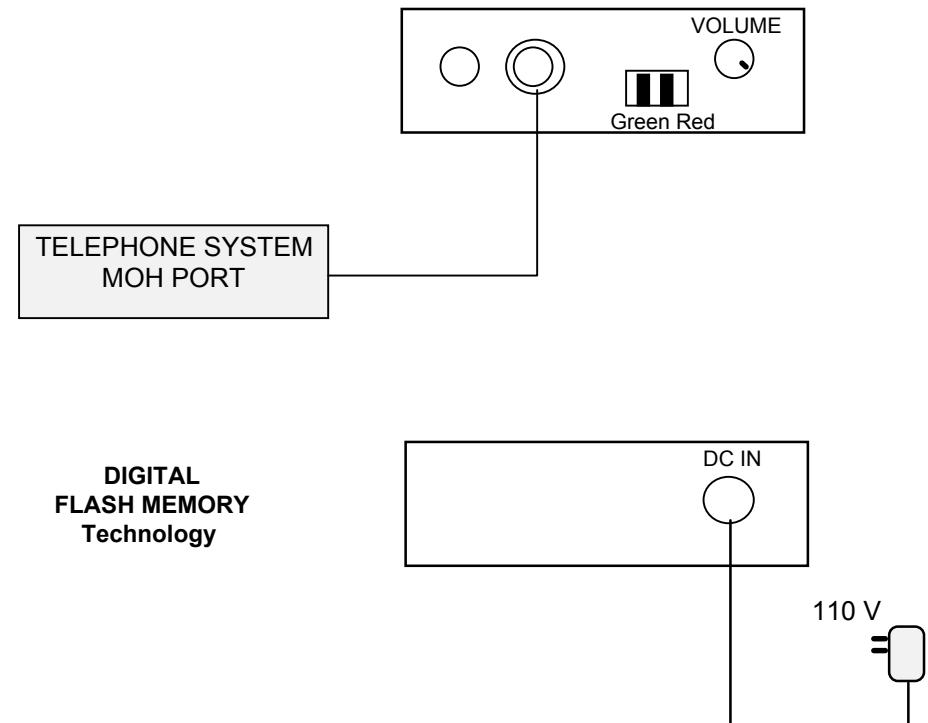 VOLUME
Green Red
TELEPHONE SYSTEM
MOH PORT
DC IN
DIGITAL
FLASH MEMORY
Technology
110 V